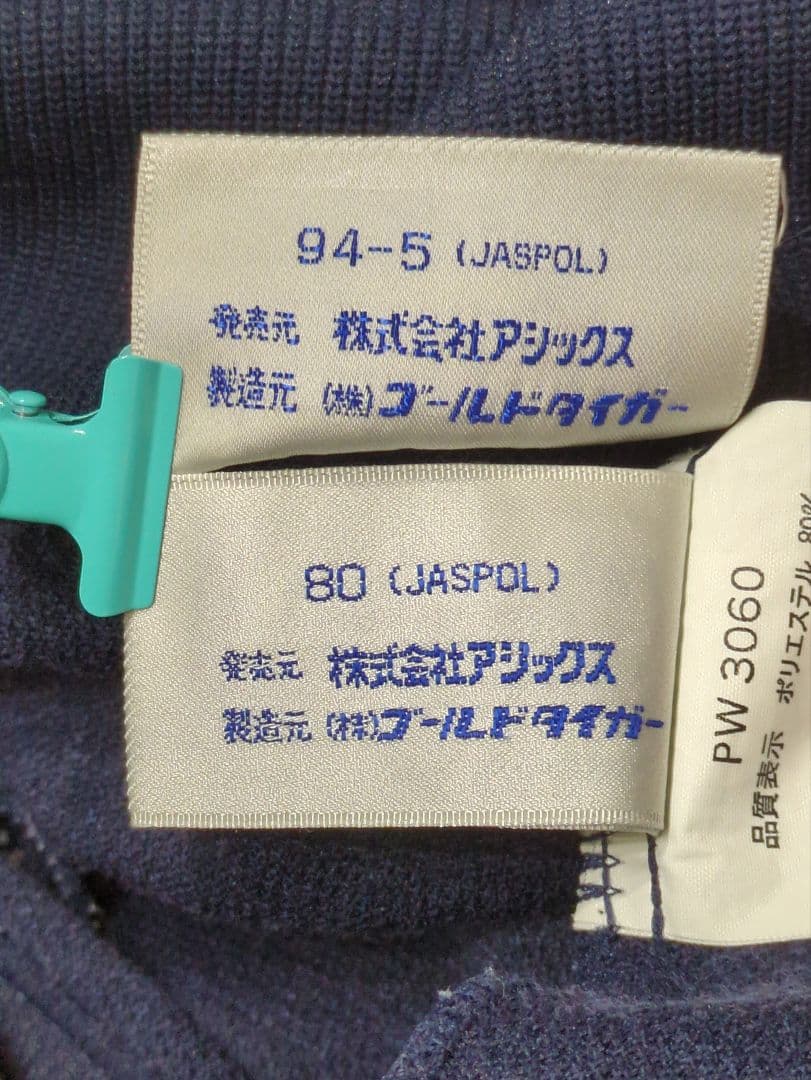 94-5 (JASPOL)
発売元 株式会社アシックス
製造元 (株)ゴールドタイガー
80 (JASPOL)
発売元 株式会社アシックス
製造元 (株)ゴールドタイガー
PW 3060
品質表示 ポリエステル 80%